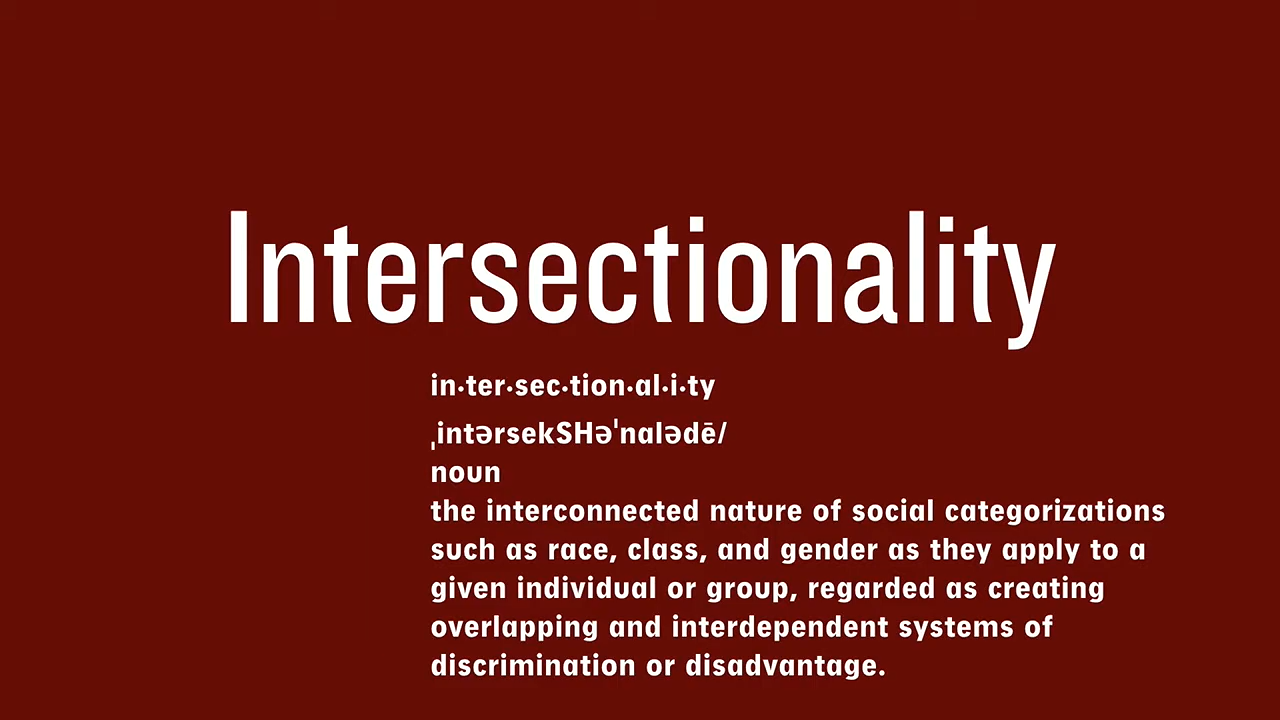 Intersectionality
in·ter·sec·tion·al·i·ty
ˌintərsekSHəˈnalədē/
noun
the interconnected nature of social categorizations
such as race, class, and gender as they apply to a
given individual or group, regarded as creating
overlapping and interdependent systems of
discrimination or disadvantage.